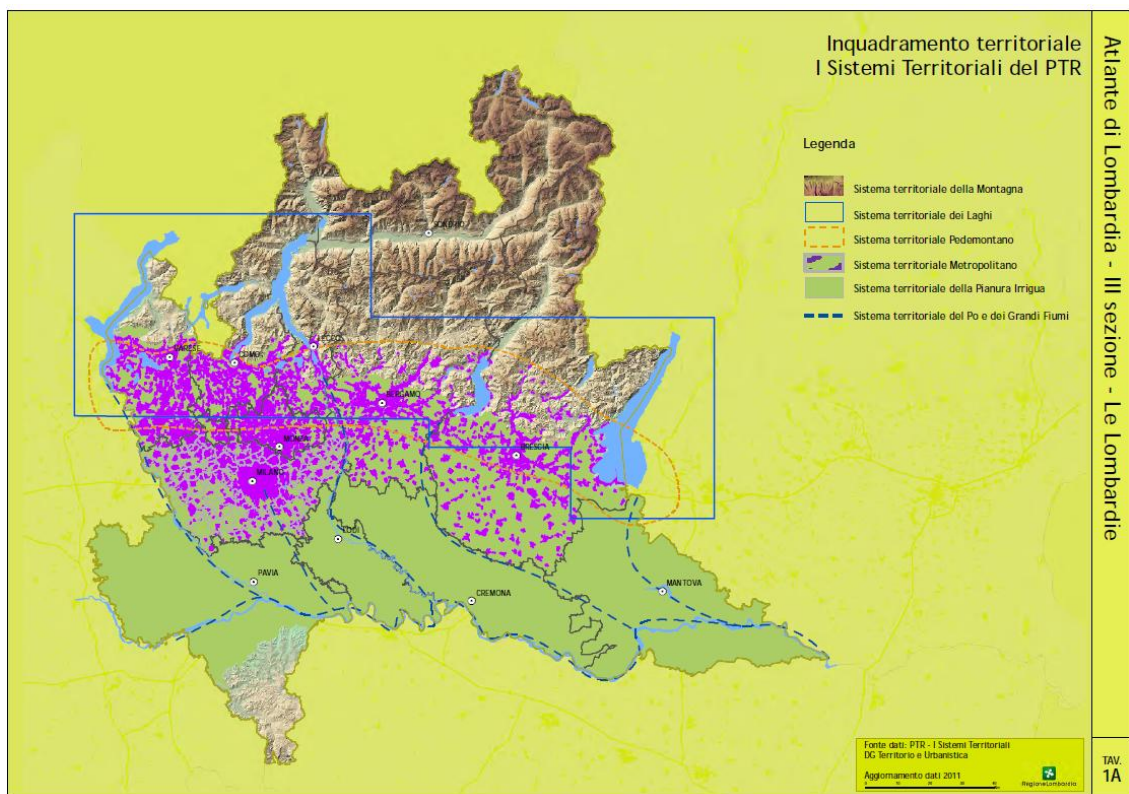 Inquadramento territoriale
I Sistemi Territoriali del PTR
Legenda
Sistema territoriale della Montagna
Sistema territoriale dei Laghi
Sistema territoriale Pedemontano
Sistema territoriale Metropolitano
Sistema territoriale della Pianura Irrigua
Sistema territoriale del Po e dei Grandi Fiumi
VARESE
COMO
LECCO
BERGAMO
BRESCIA
MONZA
MILANO
LODI
PAVIA
CREMONA
MANTOVA
Fonte dati: PTR - I Sistemi Territoriali
DG Territorio e Urbanistica
Aggiornamento dati 2011
RegioneLombardia
Atlante di Lombardia - III sezione - Le Lombardie
TAV.
1A